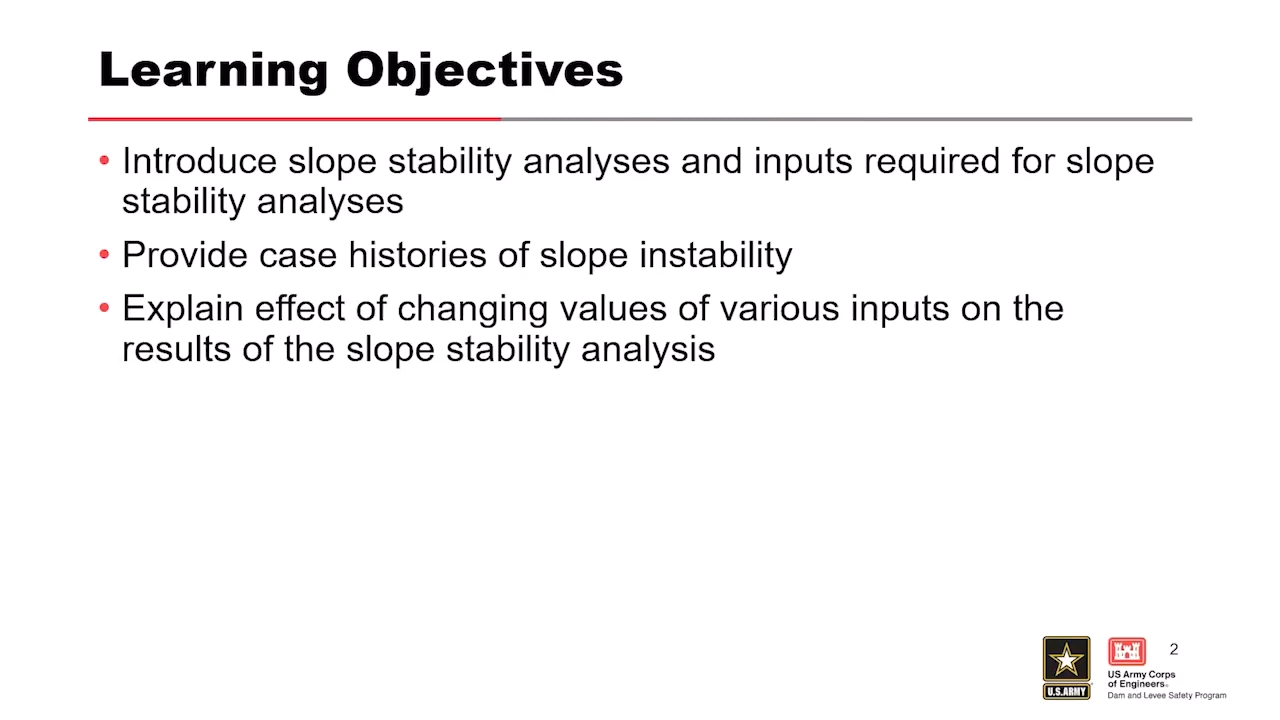 Learning Objectives
• Introduce slope stability analyses and inputs required for slope
stability analyses
• Provide case histories of slope instability
• Explain effect of changing values of various inputs on the
results of the slope stability analysis
2
U.S.ARMY
US Army Corps
of Engineers®
Dam and Levee Safety Program